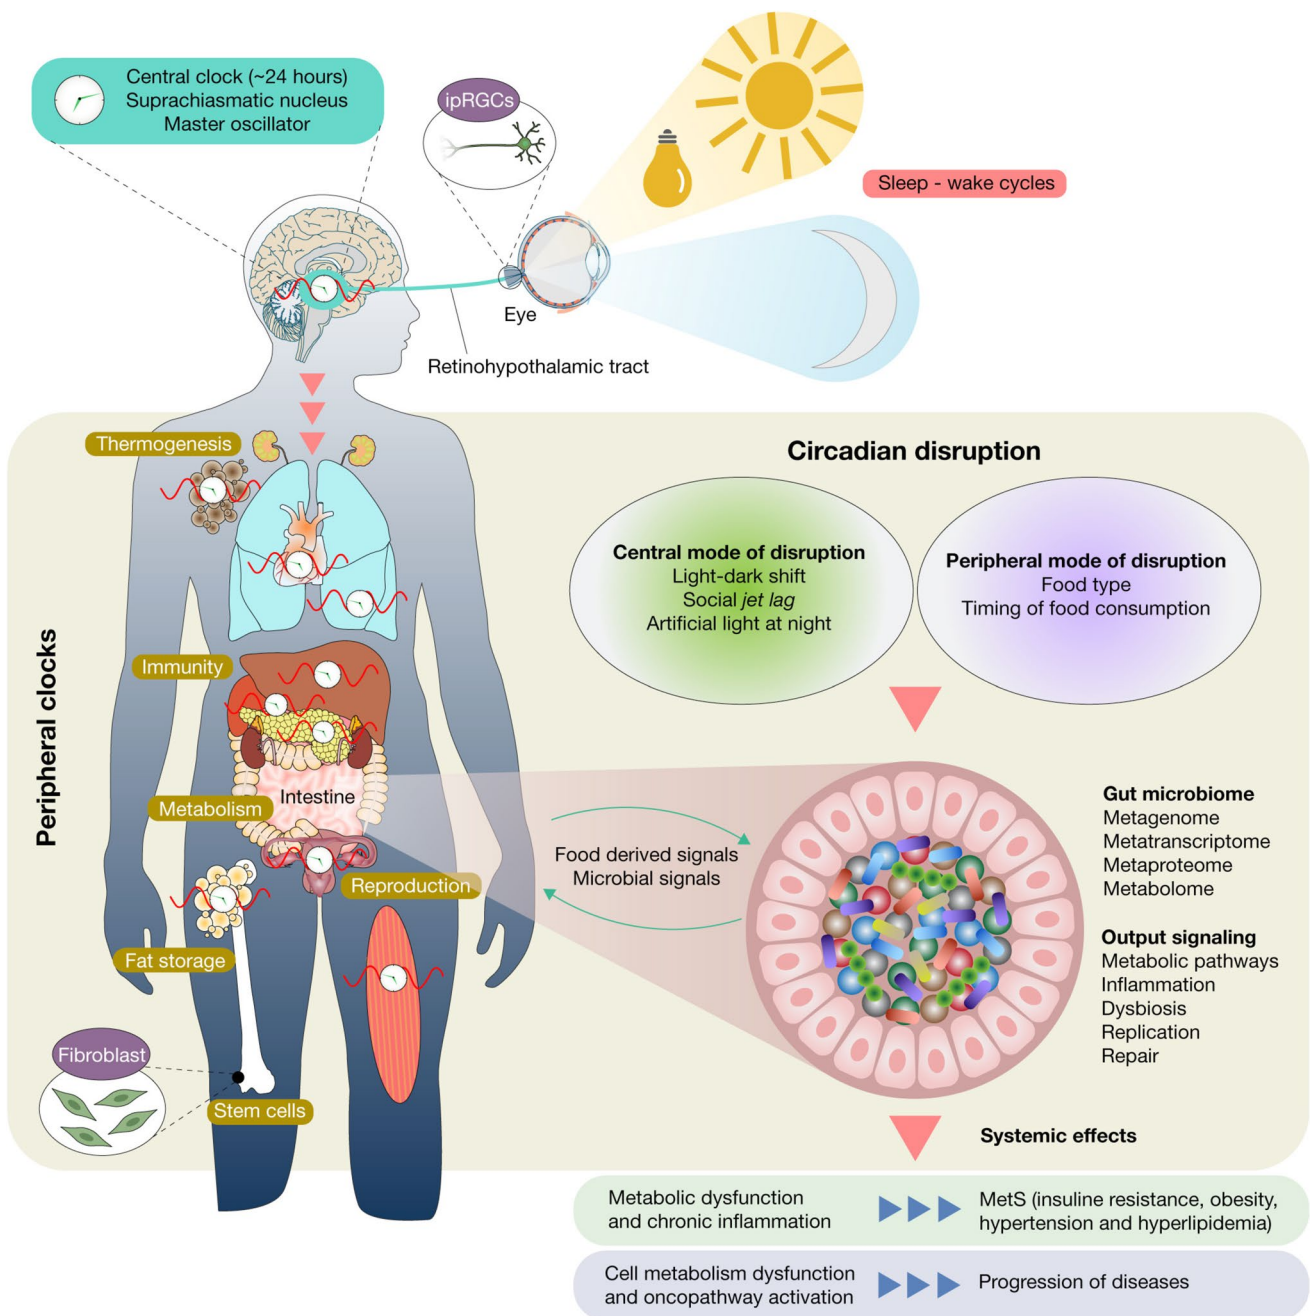 Central clock (~24 hours)
Suprachiasmatic nucleus
Master oscillator
ipRGCs
Sleep - wake cycles
Eye
Retinohypothalamic tract
Peripheral clocks
Thermogenesis
Immunity
Metabolism
Intestine
Reproduction
Fat storage
Fibroblast
Stem cells
Circadian disruption
Central mode of disruption
Light-dark shift
Social jet lag
Artificial light at night
Peripheral mode of disruption
Food type
Timing of food consumption
Food derived signals
Microbial signals
Gut microbiome
Metagenome
Metatranscriptome
Metaproteome
Metabolome
Output signaling
Metabolic pathways
Inflammation
Dysbiosis
Replication
Repair
Systemic effects
Metabolic dysfunction
and chronic inflammation
MetS (insuline resistance, obesity,
hypertension and hyperlipidemia)
Cell metabolism dysfunction
and oncopathway activation
Progression of diseases